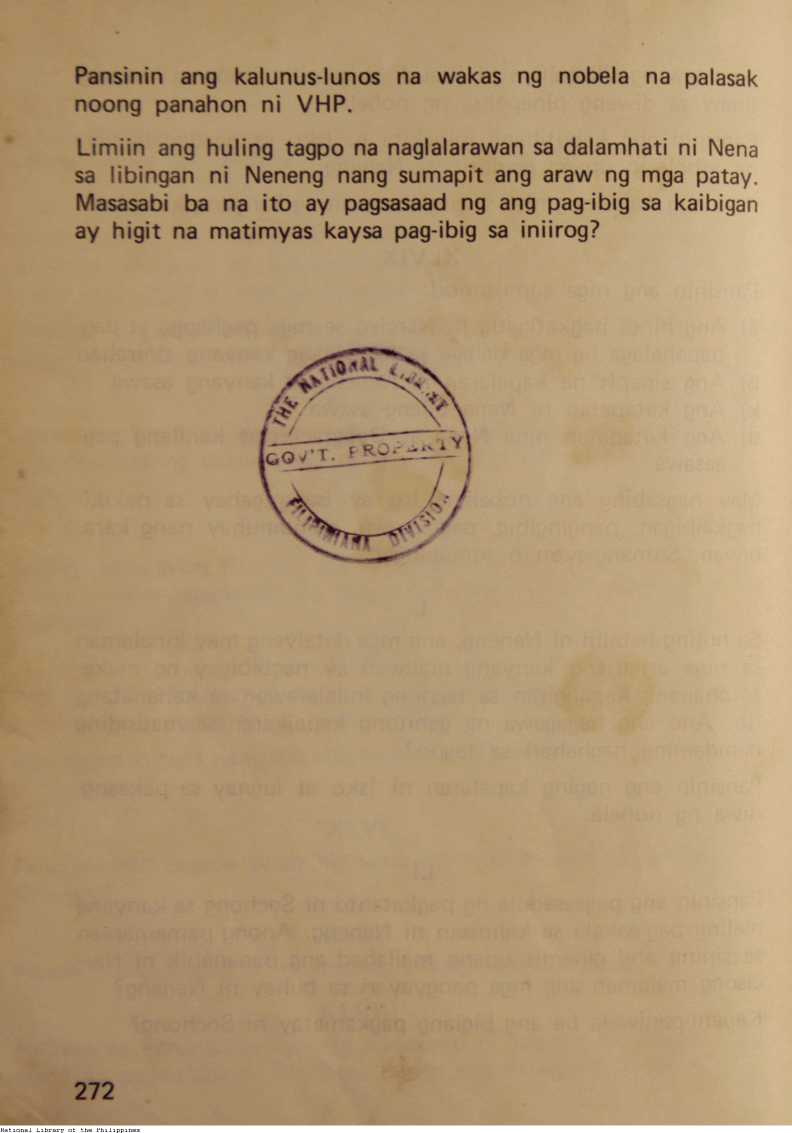 Pansinin ang kalunus-lunos na wakas ng nobela na palasak
noong panahon ni VHP.
Limiin ang huling tagpo na naglalarawan sa dalamhati ni Nena
sa libingan ni Neneng nang sumapit ang araw ng mga patay.
Masasabi ba na ito ay pagsasaad ng ang pag-ibig sa kaibigan
ay higit na matimyas kaysa pag-ibig sa iniirog?
THE NATIONAL LIBRARY
GOV'T. PROPERTY
FILIPINIANA DIVISION
272
National Library of the Philippines